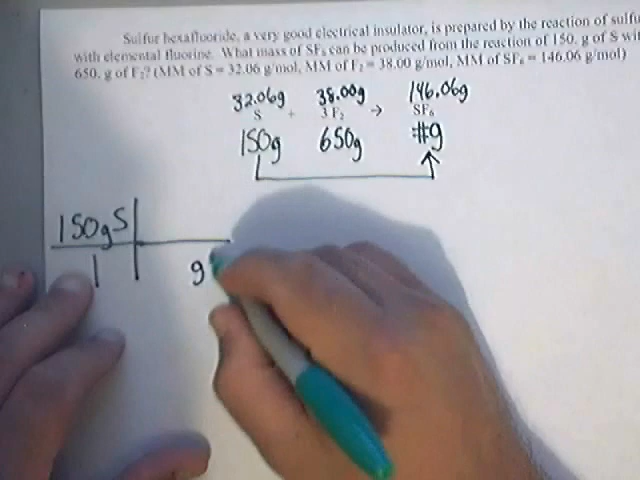 Sulfur hexafluoride, a very good electrical insulator, is prepared by the reaction of
with elemental fluorine. What mass of SF₆ can be produced from the reaction of 150. g of S
650. g of F₂? (MM of S = 32.06 g/mol, MM of F₂ = 38.00 g/mol, MM of SF₆ = 146.06 g/mol)
32.06g 38.00g 146.06g
S + 3 F₂ → SF₆
150g 650g #g
150g S
1 g